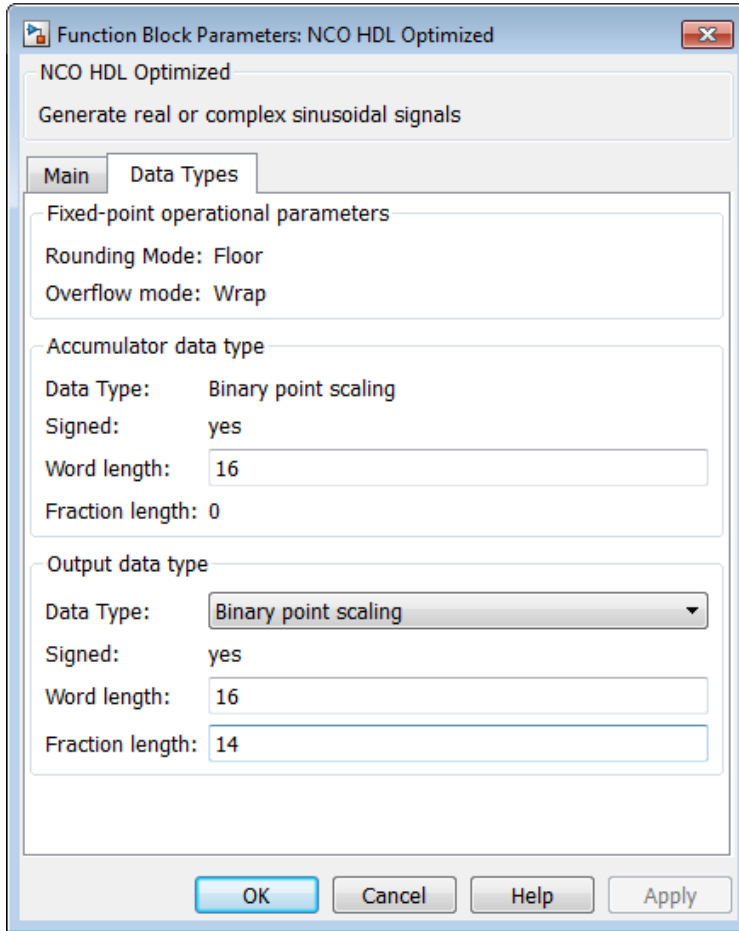 Function Block Parameters: NCO HDL Optimized
NCO HDL Optimized
Generate real or complex sinusoidal signals
Main Data Types
Fixed-point operational parameters
Rounding Mode: Floor
Overflow mode: Wrap
Accumulator data type
Data Type: Binary point scaling
Signed: yes
Word length: 16
Fraction length: 0
Output data type
Data Type: Binary point scaling
Signed: yes
Word length: 16
Fraction length: 14
OK Cancel Help Apply